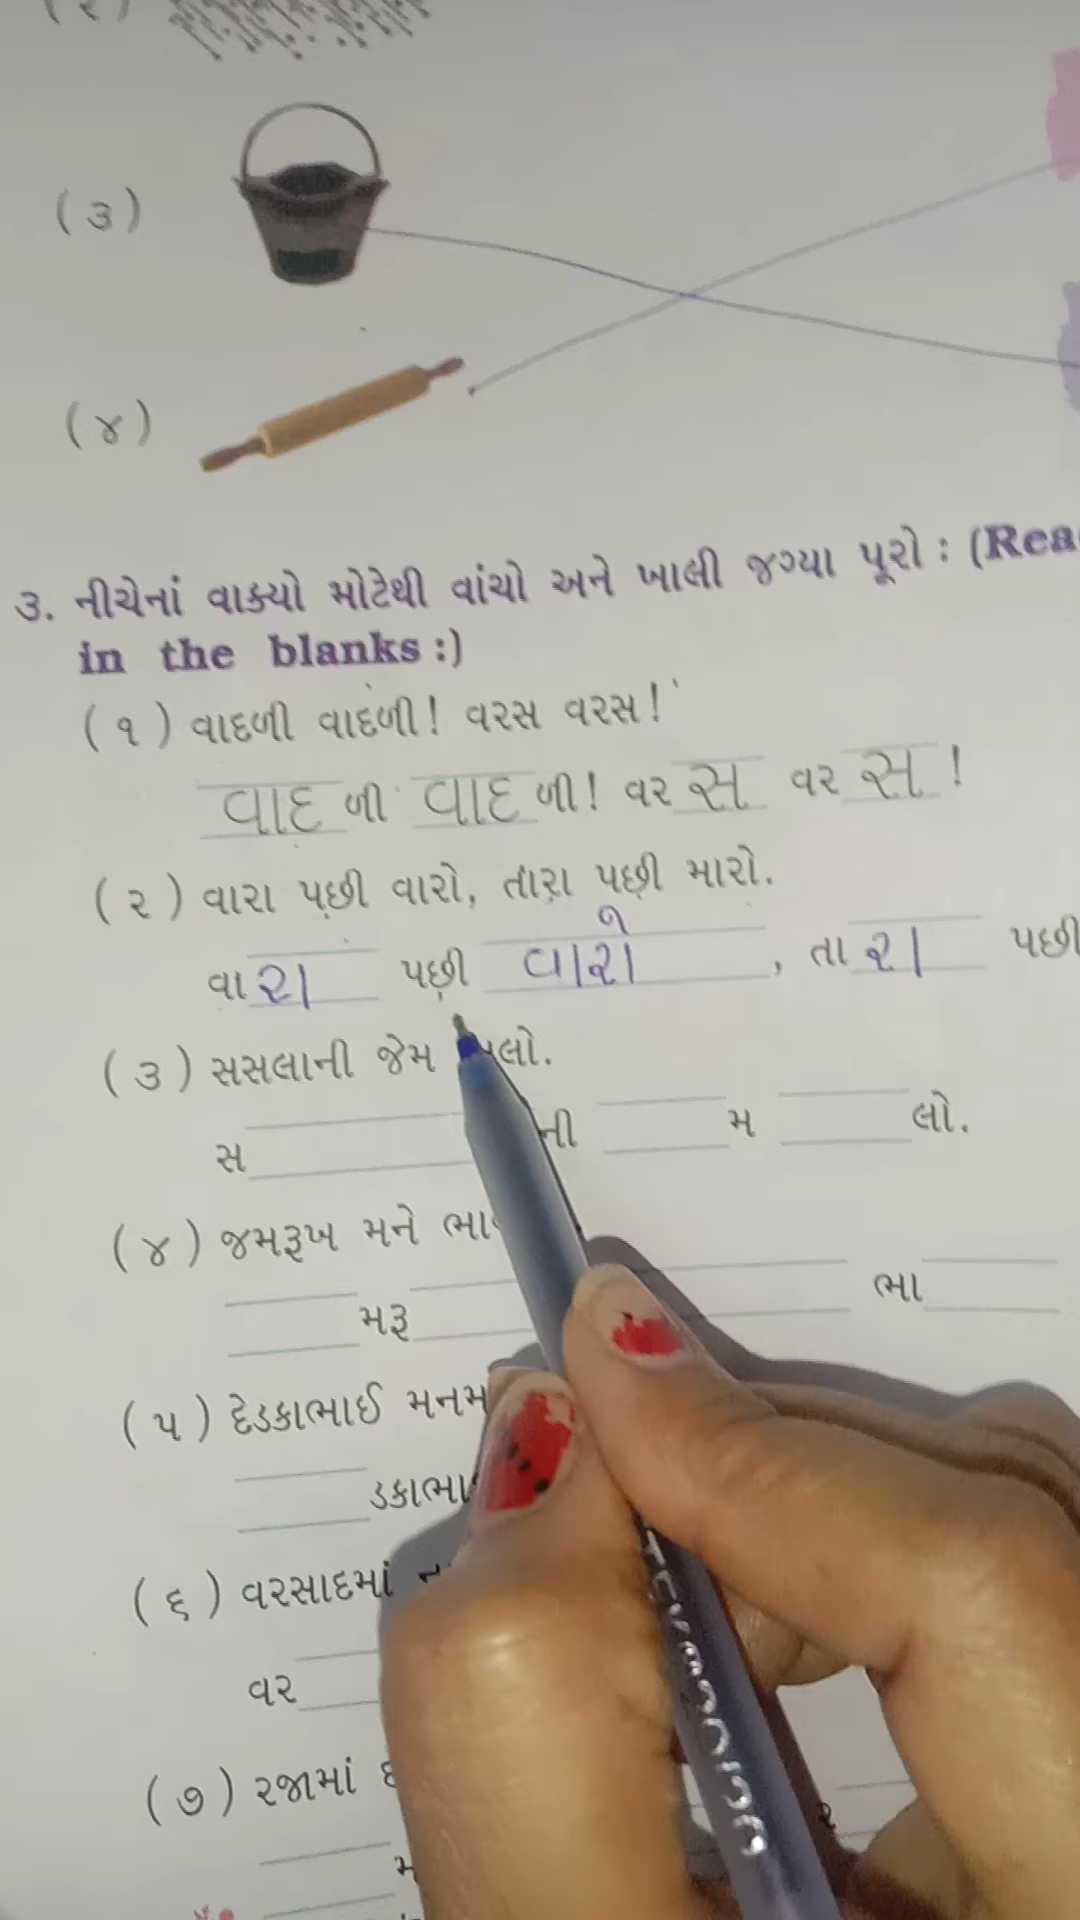 (૩)
(૪)
૩. નીચેનાં વાક્યો મોટેથી વાંચો અને ખાલી જગ્યા પૂરો : (Rea
in the blanks :)
(૧) વાદળી વાદળી! વરસ વરસ!
વાદ ળી વાદ ળી! વર સ વર સ !
(૨) વારા પછી વારો, તારા પછી મારો.
વા રા પછી વારો , તા રા પછી
(૩) સસલાની જેમ લો.
સ ની મ લો.
(૪) જમરૂખ મને ભા
મરૂ ભા
(૫) દેડકાભાઈ મનમ
ડકાભા
(૬) વરસાદમાં
વર
(૭) રજામાં